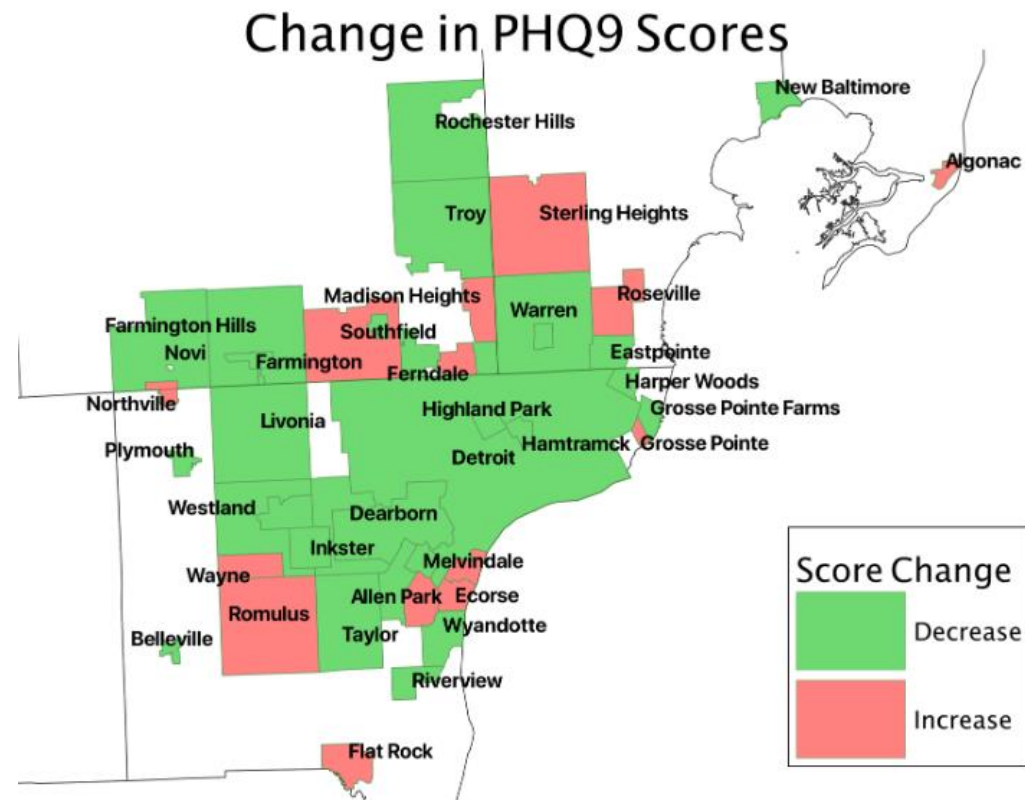 Change in PHQ9 Scores
New Baltimore
Rochester Hills
Algonac
Troy
Sterling Heights
Madison Heights
Roseville
Warren
Farmington Hills
Southfield
Novi
Farmington
Eastpointe
Ferndale
Harper Woods
Northville
Highland Park
Grosse Pointe Farms
Livonia
Hamtramck
Grosse Pointe
Plymouth
Detroit
Westland
Dearborn
Inkster
Melvindale
Wayne
Allen Park
Ecorse
Romulus
Wyandotte
Taylor
Belleville
Riverview
Flat Rock
Score Change
Decrease
Increase